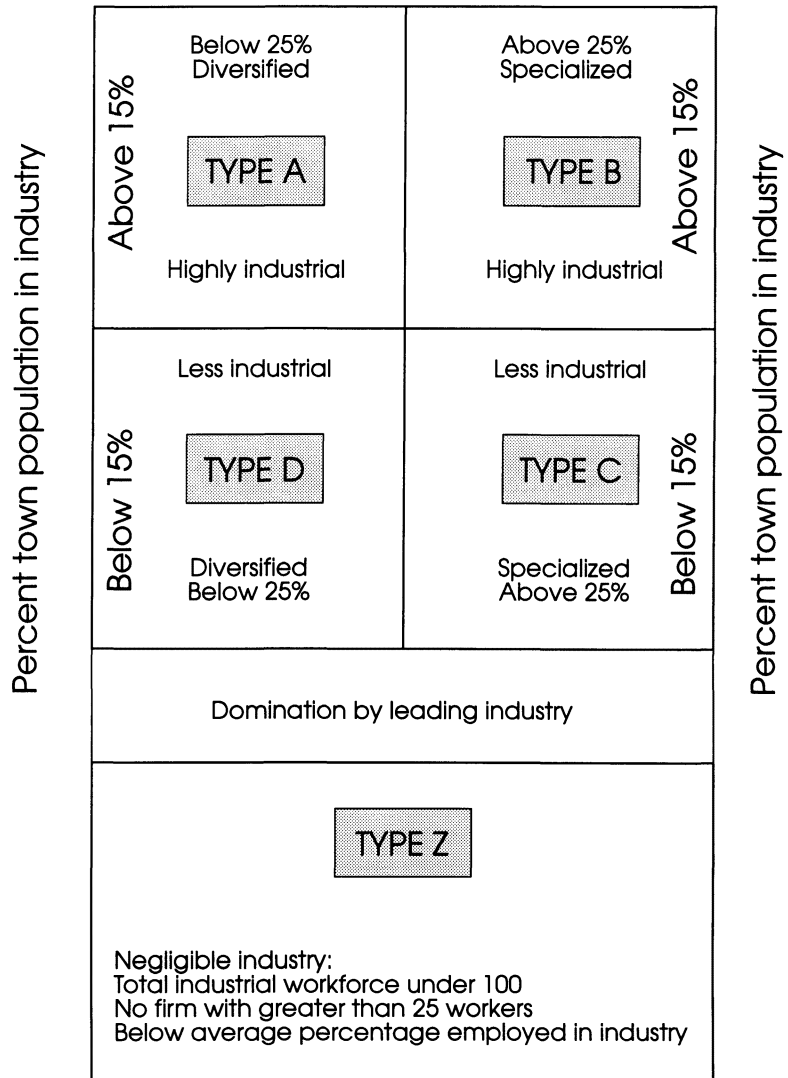 Percent town population in industry
Below 25%
Diversified
Above 15%
TYPE A
Highly industrial
Above 25%
Specialized
Above 15%
TYPE B
Highly industrial
Percent town population in industry
Less industrial
Below 15%
TYPE D
Diversified
Below 25%
Less industrial
TYPE C
Below 15%
Specialized
Above 25%
Domination by leading industry
TYPE Z
Negligible industry:
Total industrial workforce under 100
No firm with greater than 25 workers
Below average percentage employed in industry